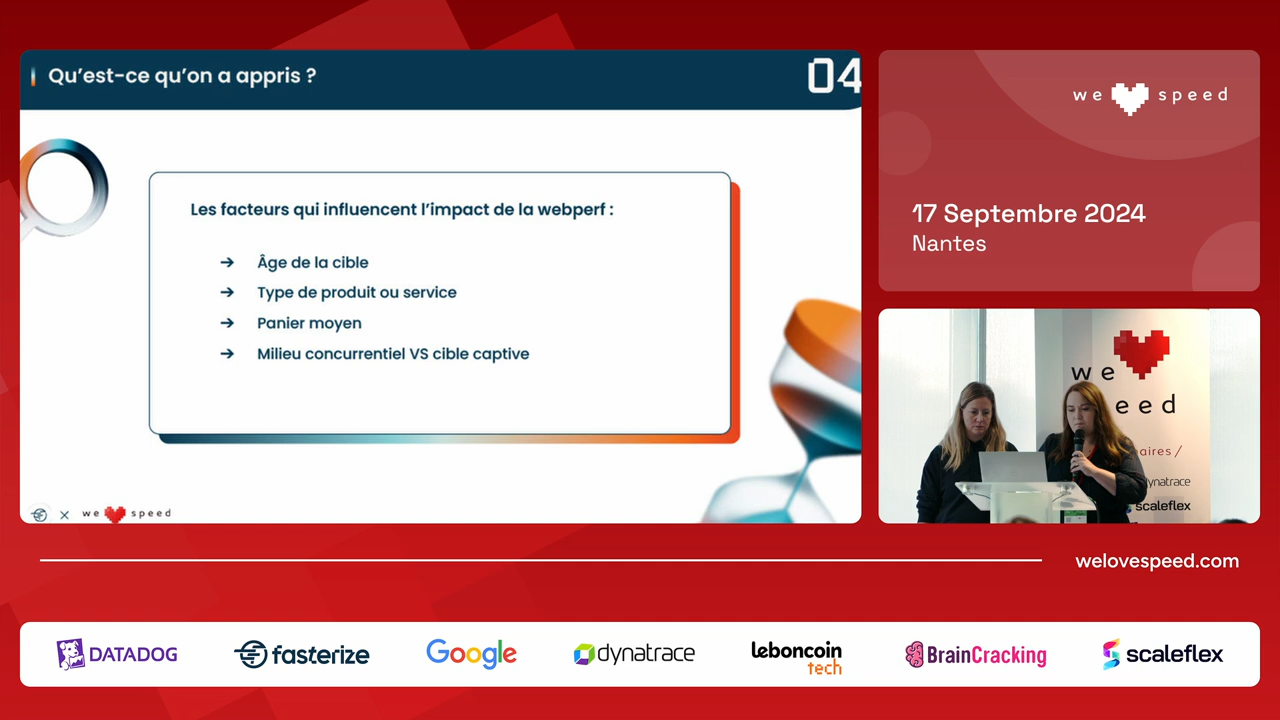 Qu'est-ce qu'on a appris ?
04
Les facteurs qui influencent l'impact de la webperf :
➔ Âge de la cible
➔ Type de produit ou service
➔ Panier moyen
➔ Milieu concurrentiel VS cible captive
× we speed
we speed
17 Septembre 2024
Nantes
we
eed
naires /
dynatrace
scaleflex
welovespeed.com
DATADOG
fasterize
Google
dynatrace
leboncoin
tech
BrainCracking
scaleflex